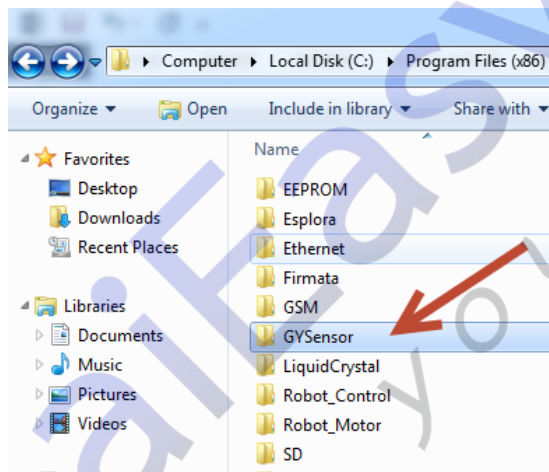 Computer ▸ Local Disk (C:) ▸ Program Files (x86)
Organize Open Include in library Share with
Name
Favorites
Desktop
Downloads
Recent Places
Libraries
Documents
Music
Pictures
Videos
EEPROM
Esplora
Ethernet
Firmata
GSM
GYSensor
LiquidCrystal
Robot_Control
Robot_Motor
SD